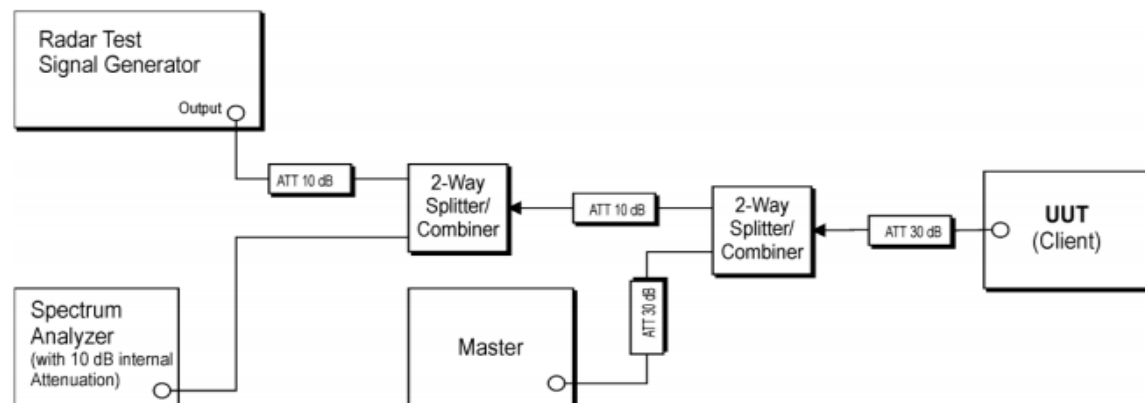 Radar Test
Signal Generator
Output
ATT 10 dB
2-Way
Splitter/
Combiner
ATT 10 dB
2-Way
Splitter/
Combiner
ATT 30 dB
UUT
(Client)
Spectrum
Analyzer
(with 10 dB internal
Attenuation)
Master
ATT 30 dB